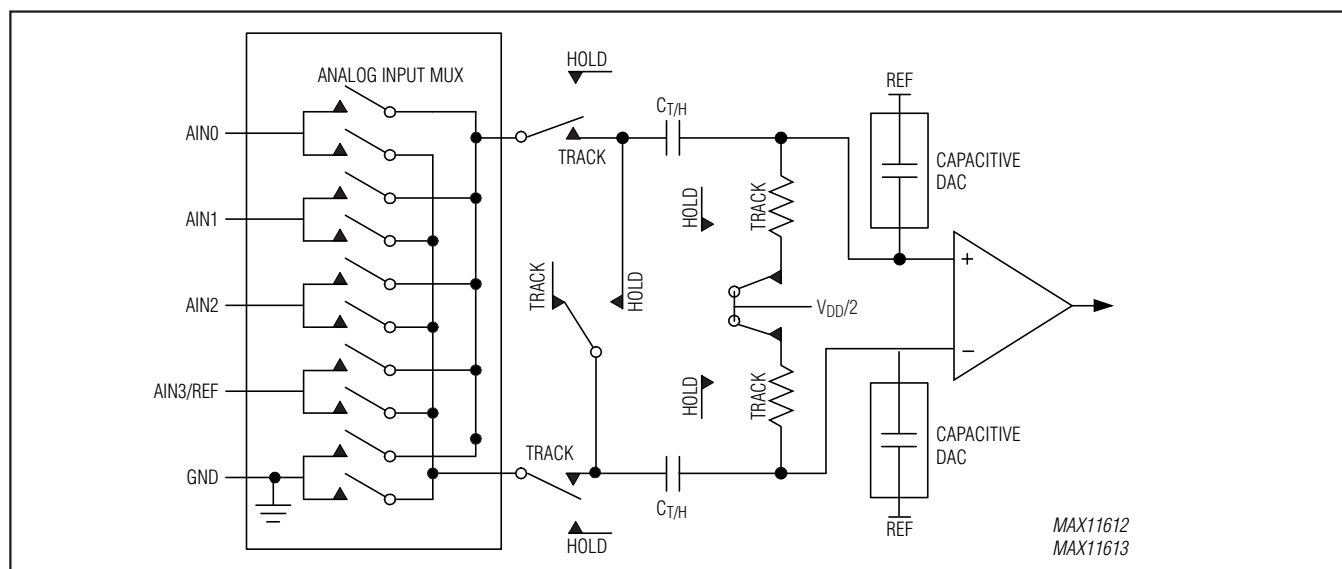 ANALOG INPUT MUX
AIN0
AIN1
AIN2
AIN3/REF
GND
HOLD
TRACK
CT/H
HOLD
TRACK
TRACK
HOLD
VDD/2
HOLD
TRACK
TRACK
HOLD
CT/H
REF
CAPACITIVE
DAC
+
−
CAPACITIVE
DAC
REF
MAX11612
MAX11613